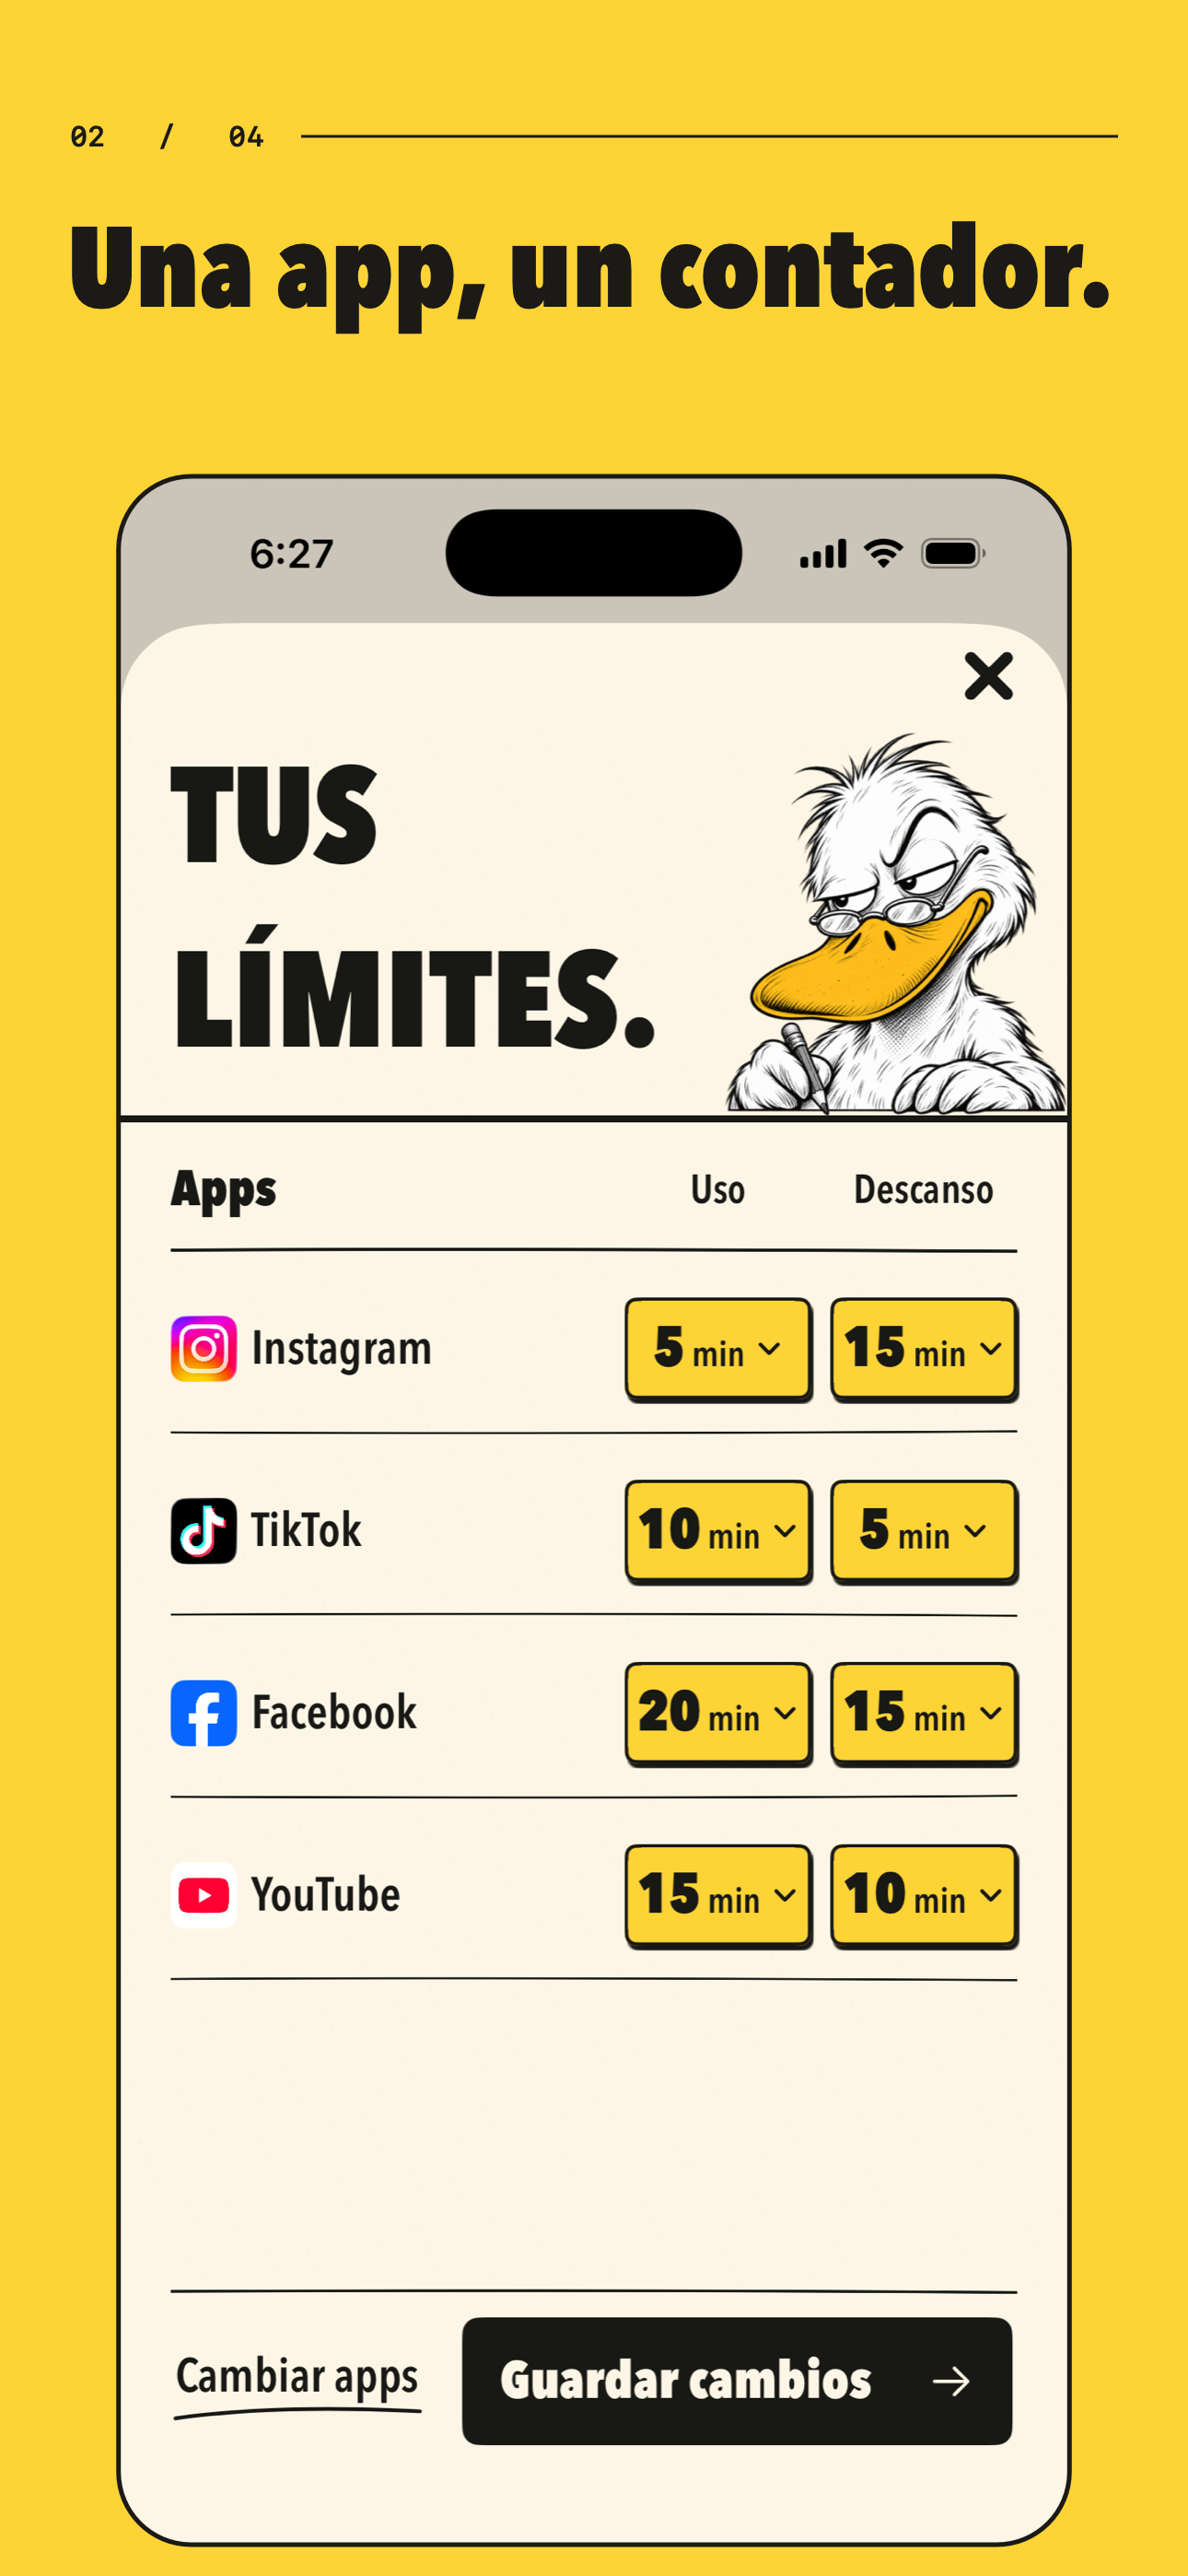 02 / 04
Una app, un contador.
6:27
TUS
LÍMITES.
Apps Uso Descanso
Instagram 5 min 15 min
TikTok 10 min 5 min
Facebook 20 min 15 min
YouTube 15 min 10 min
Cambiar apps Guardar cambios →